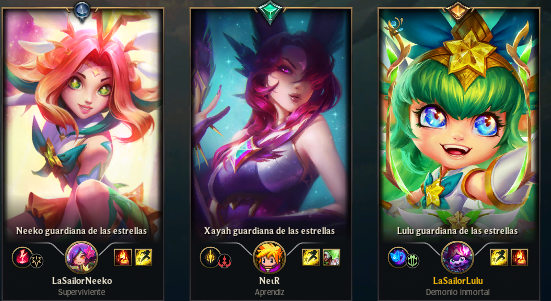 Neeko guardiana de las estrellas
LaSailorNeeko
Superviviente
Xayah guardiana de las estrellas
NeıR
Aprendiz
Lulu guardiana de las estrellas
LaSailorLulu
Demonio Inmortal